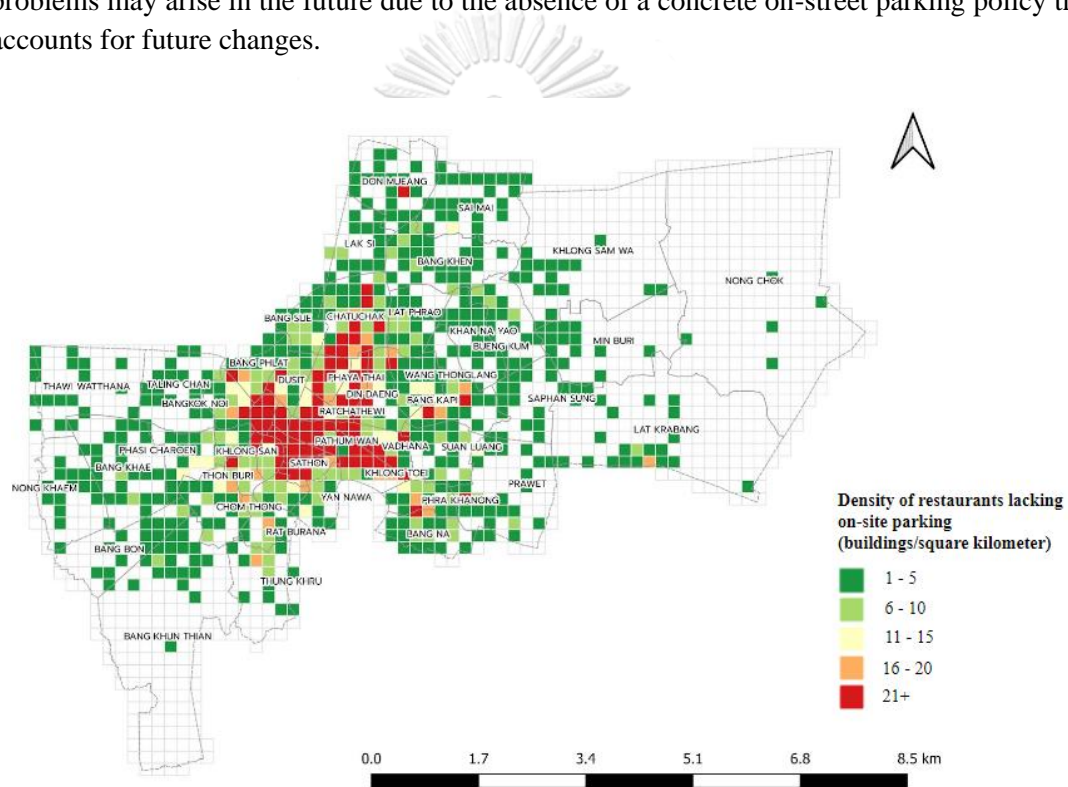 problems may arise in the future due to the absence of a concrete on-street parking policy th
accounts for future changes.
DON MUEANG
SAI MAI
LAK SI
KHLONG SAM WA
BANG KHEN
NONG CHOK
BANG SUE
CHATUCHAK
LAT PHRAO
KHAN NA YAO
BUENG KUM
MIN BURI
BANG PHLAT
DUSIT
PHAYA THAI
WANG THONGLANG
THAWI WATTHANA
TALING CHAN
DIN DAENG
BANG KAPI
SAPHAN SUNG
BANGKOK NOI
RATCHATHEWI
LAT KRABANG
PATHUM WAN
VADHANA
SUAN LUANG
PHASI CHAROEN
KHLONG SAN
BANG KHAE
SATHON
THON BURI
KHLONG TOEI
NONG KHAEM
PRAWET
YAN NAWA
PHRA KHANONG
CHOM THONG
RAT BURANA
BANG NA
BANG BON
THUNG KHRU
BANG KHUN THIAN
Density of restaurants lacking
on-site parking
(buildings/square kilometer)
1 - 5
6 - 10
11 - 15
16 - 20
21+
0.0 1.7 3.4 5.1 6.8 8.5 km